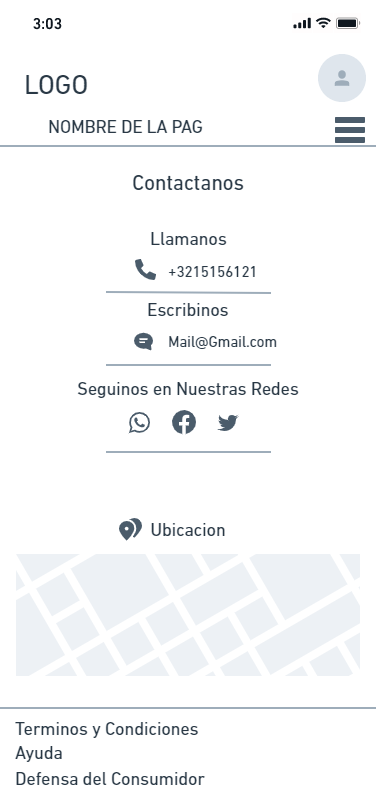 3:03
LOGO
NOMBRE DE LA PAG
Contactanos
Llamanos
+3215156121
Escribinos
Mail@Gmail.com
Seguinos en Nuestras Redes
Ubicacion
Terminos y Condiciones
Ayuda
Defensa del Consumidor